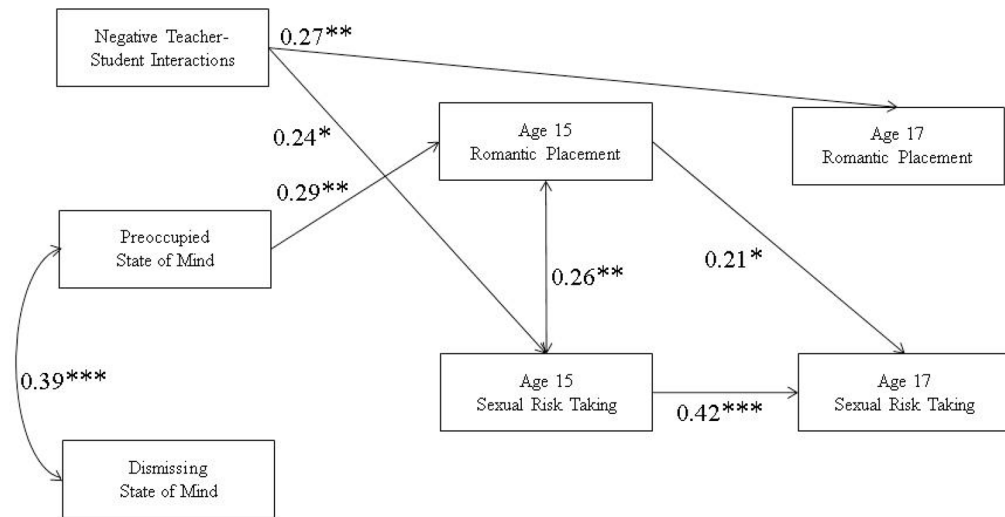 Negative Teacher-
Student Interactions
0.27**
Age 17
Romantic Placement
0.24*
Age 15
Romantic Placement
0.29**
Preoccupied
State of Mind
0.21*
0.26**
0.39***
Age 15
Sexual Risk Taking
0.42***
Age 17
Sexual Risk Taking
Dismissing
State of Mind